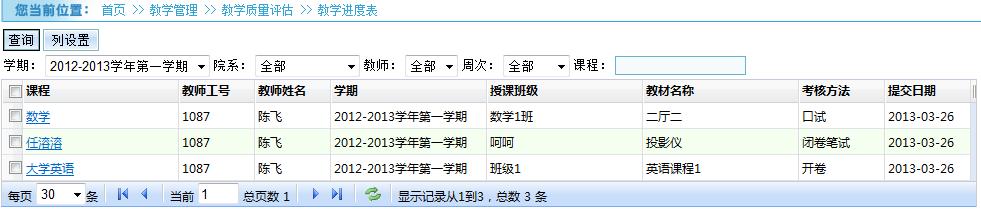 您当前位置： 首页 >> 教学管理 >> 教学质量评估 >> 教学进度表
查询 列设置
学期： 2012-2013学年第一学期 院系： 全部 教师： 全部 周次： 全部 课程：
课程 教师工号 教师姓名 学期 授课班级 教材名称 考核方法 提交日期
数学 1087 陈飞 2012-2013学年第一学期 数学1班 二厅二 口试 2013-03-26
任溶溶 1087 陈飞 2012-2013学年第一学期 呵呵 投影仪 闭卷笔试 2013-03-26
大学英语 1087 陈飞 2012-2013学年第一学期 班级1 英语课程1 开卷 2013-03-26
每页 30 条 当前 1 总页数 1 显示记录从1到3，总数 3 条